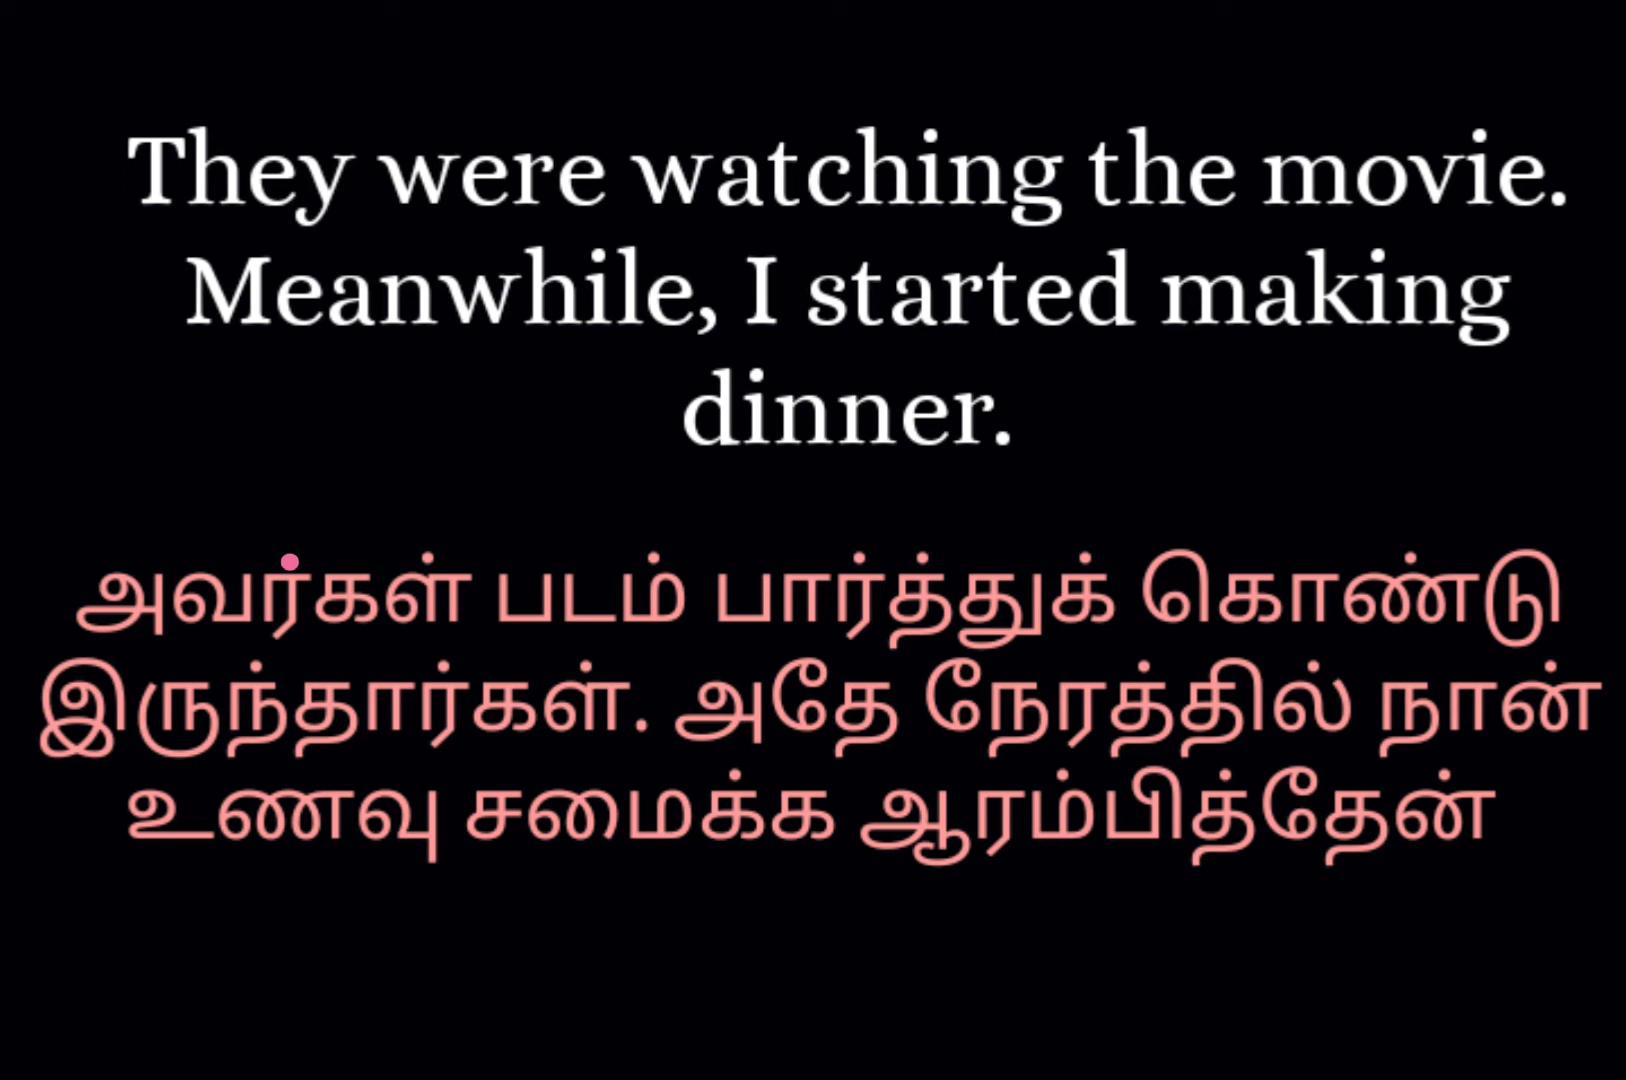 They were watching the movie.
Meanwhile, I started making
dinner.
அவர்கள் படம் பார்த்துக் கொண்டு
இருந்தார்கள். அதே நேரத்தில் நான்
உணவு சமைக்க ஆரம்பித்தேன்